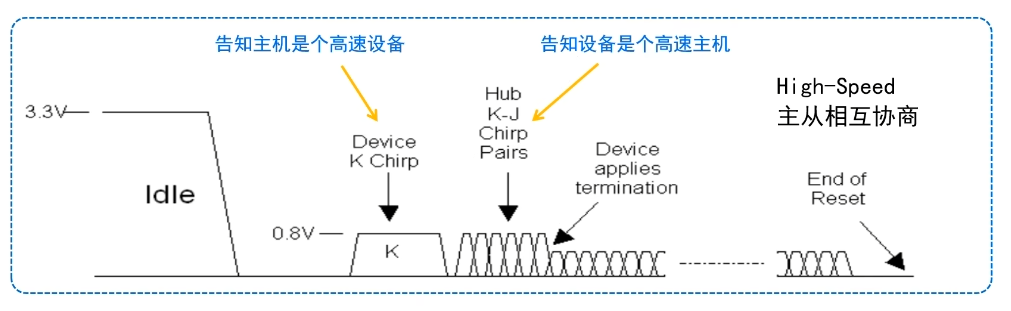 告知主机是个高速设备
告知设备是个高速主机
High-Speed
主从相互协商
3.3V
Idle
Device
K Chirp
Hub
K-J
Chirp
Pairs
Device
applies
termination
End of
Reset
0.8V
K